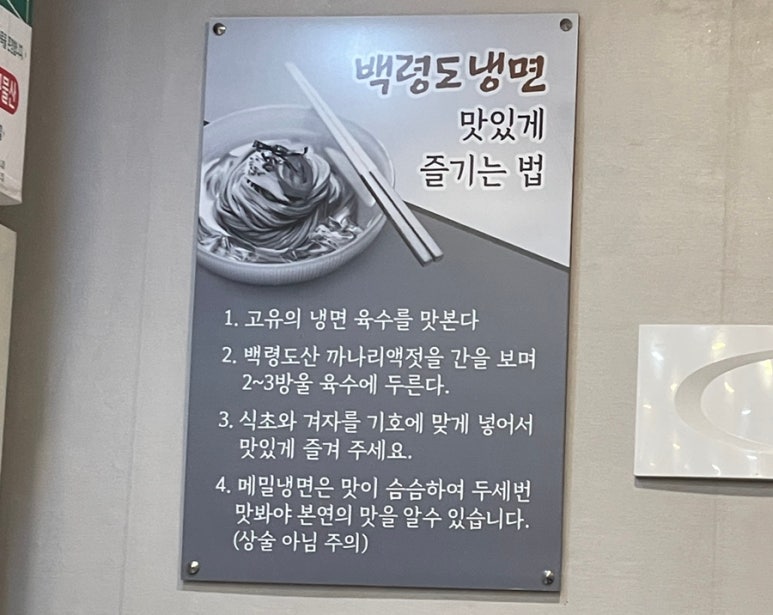 백령도냉면
맛있게
즐기는 법
1. 고유의 냉면 육수를 맛본다
2. 백령도산 까나리액젓을 간을 보며
2~3방울 육수에 두른다.
3. 식초와 겨자를 기호에 맞게 넣어서
맛있게 즐겨 주세요.
4. 메밀냉면은 맛이 슴슴하여 두세번
맛봐야 본연의 맛을 알수 있습니다.
(상술 아님 주의)